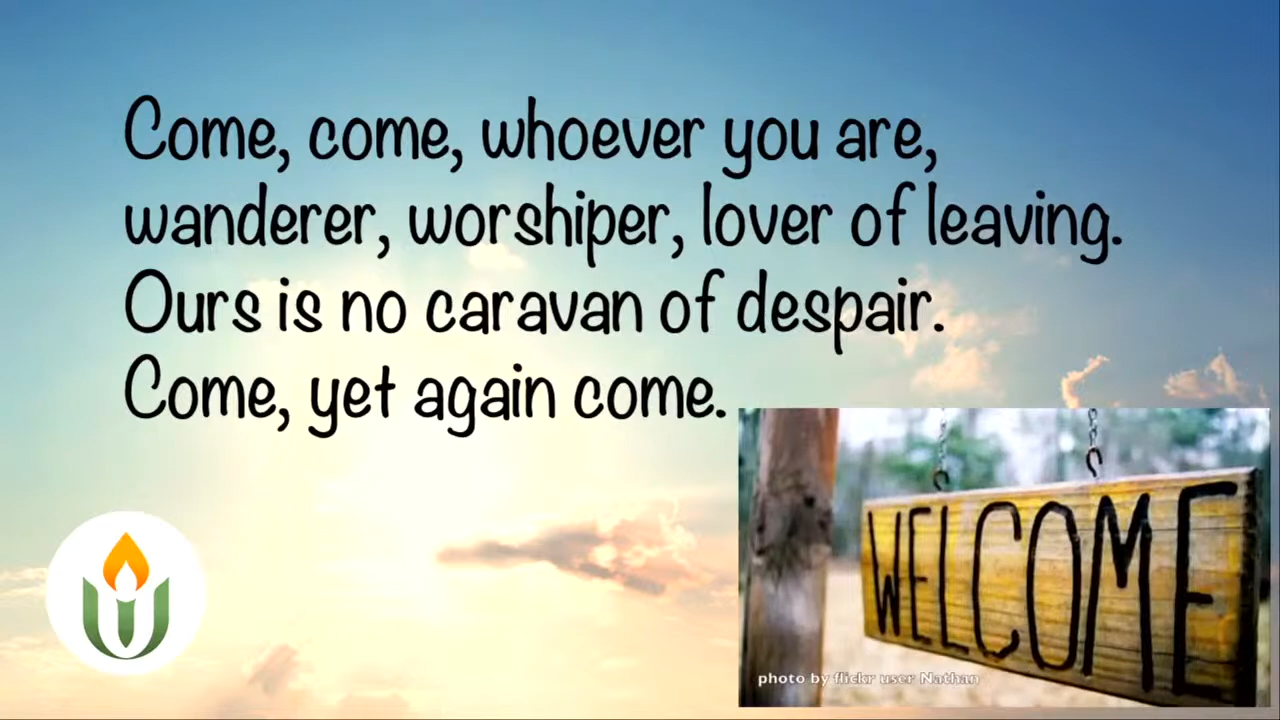 Come, come, whoever you are,
wanderer, worshiper, lover of leaving.
Ours is no caravan of despair.
Come, yet again come.
WELCOME
photo by flickr user Nathan